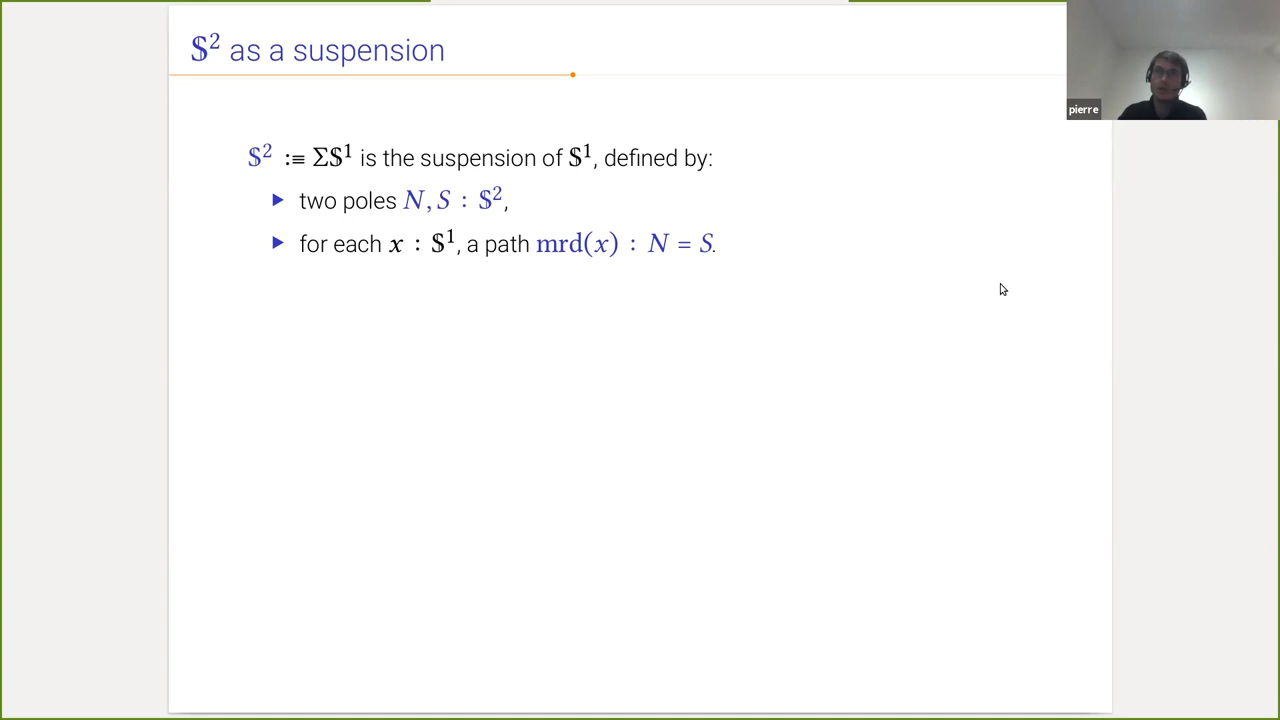 𝕊² as a suspension
𝕊² :≡ Σ𝕊¹ is the suspension of 𝕊¹, defined by:
▶ two poles N, S : 𝕊²,
▶ for each x : 𝕊¹, a path mrd(x) : N = S.
pierre